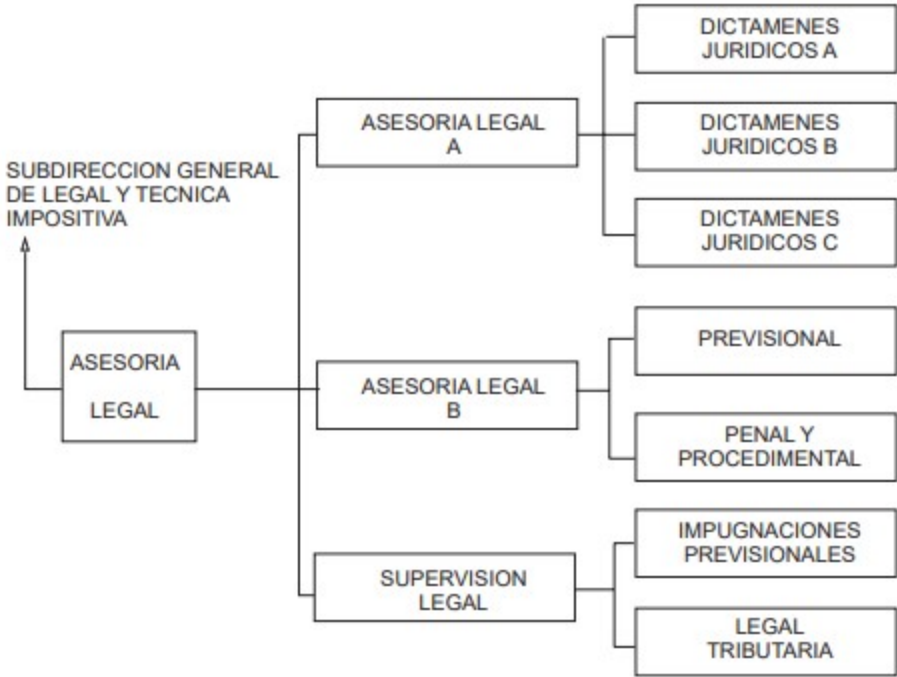 SUBDIRECCION GENERAL
DE LEGAL Y TECNICA
IMPOSITIVA
ASESORIA
LEGAL
ASESORIA LEGAL
A
DICTAMENES
JURIDICOS A
DICTAMENES
JURIDICOS B
DICTAMENES
JURIDICOS C
ASESORIA LEGAL
B
PREVISIONAL
PENAL Y
PROCEDIMENTAL
SUPERVISION
LEGAL
IMPUGNACIONES
PREVISIONALES
LEGAL
TRIBUTARIA